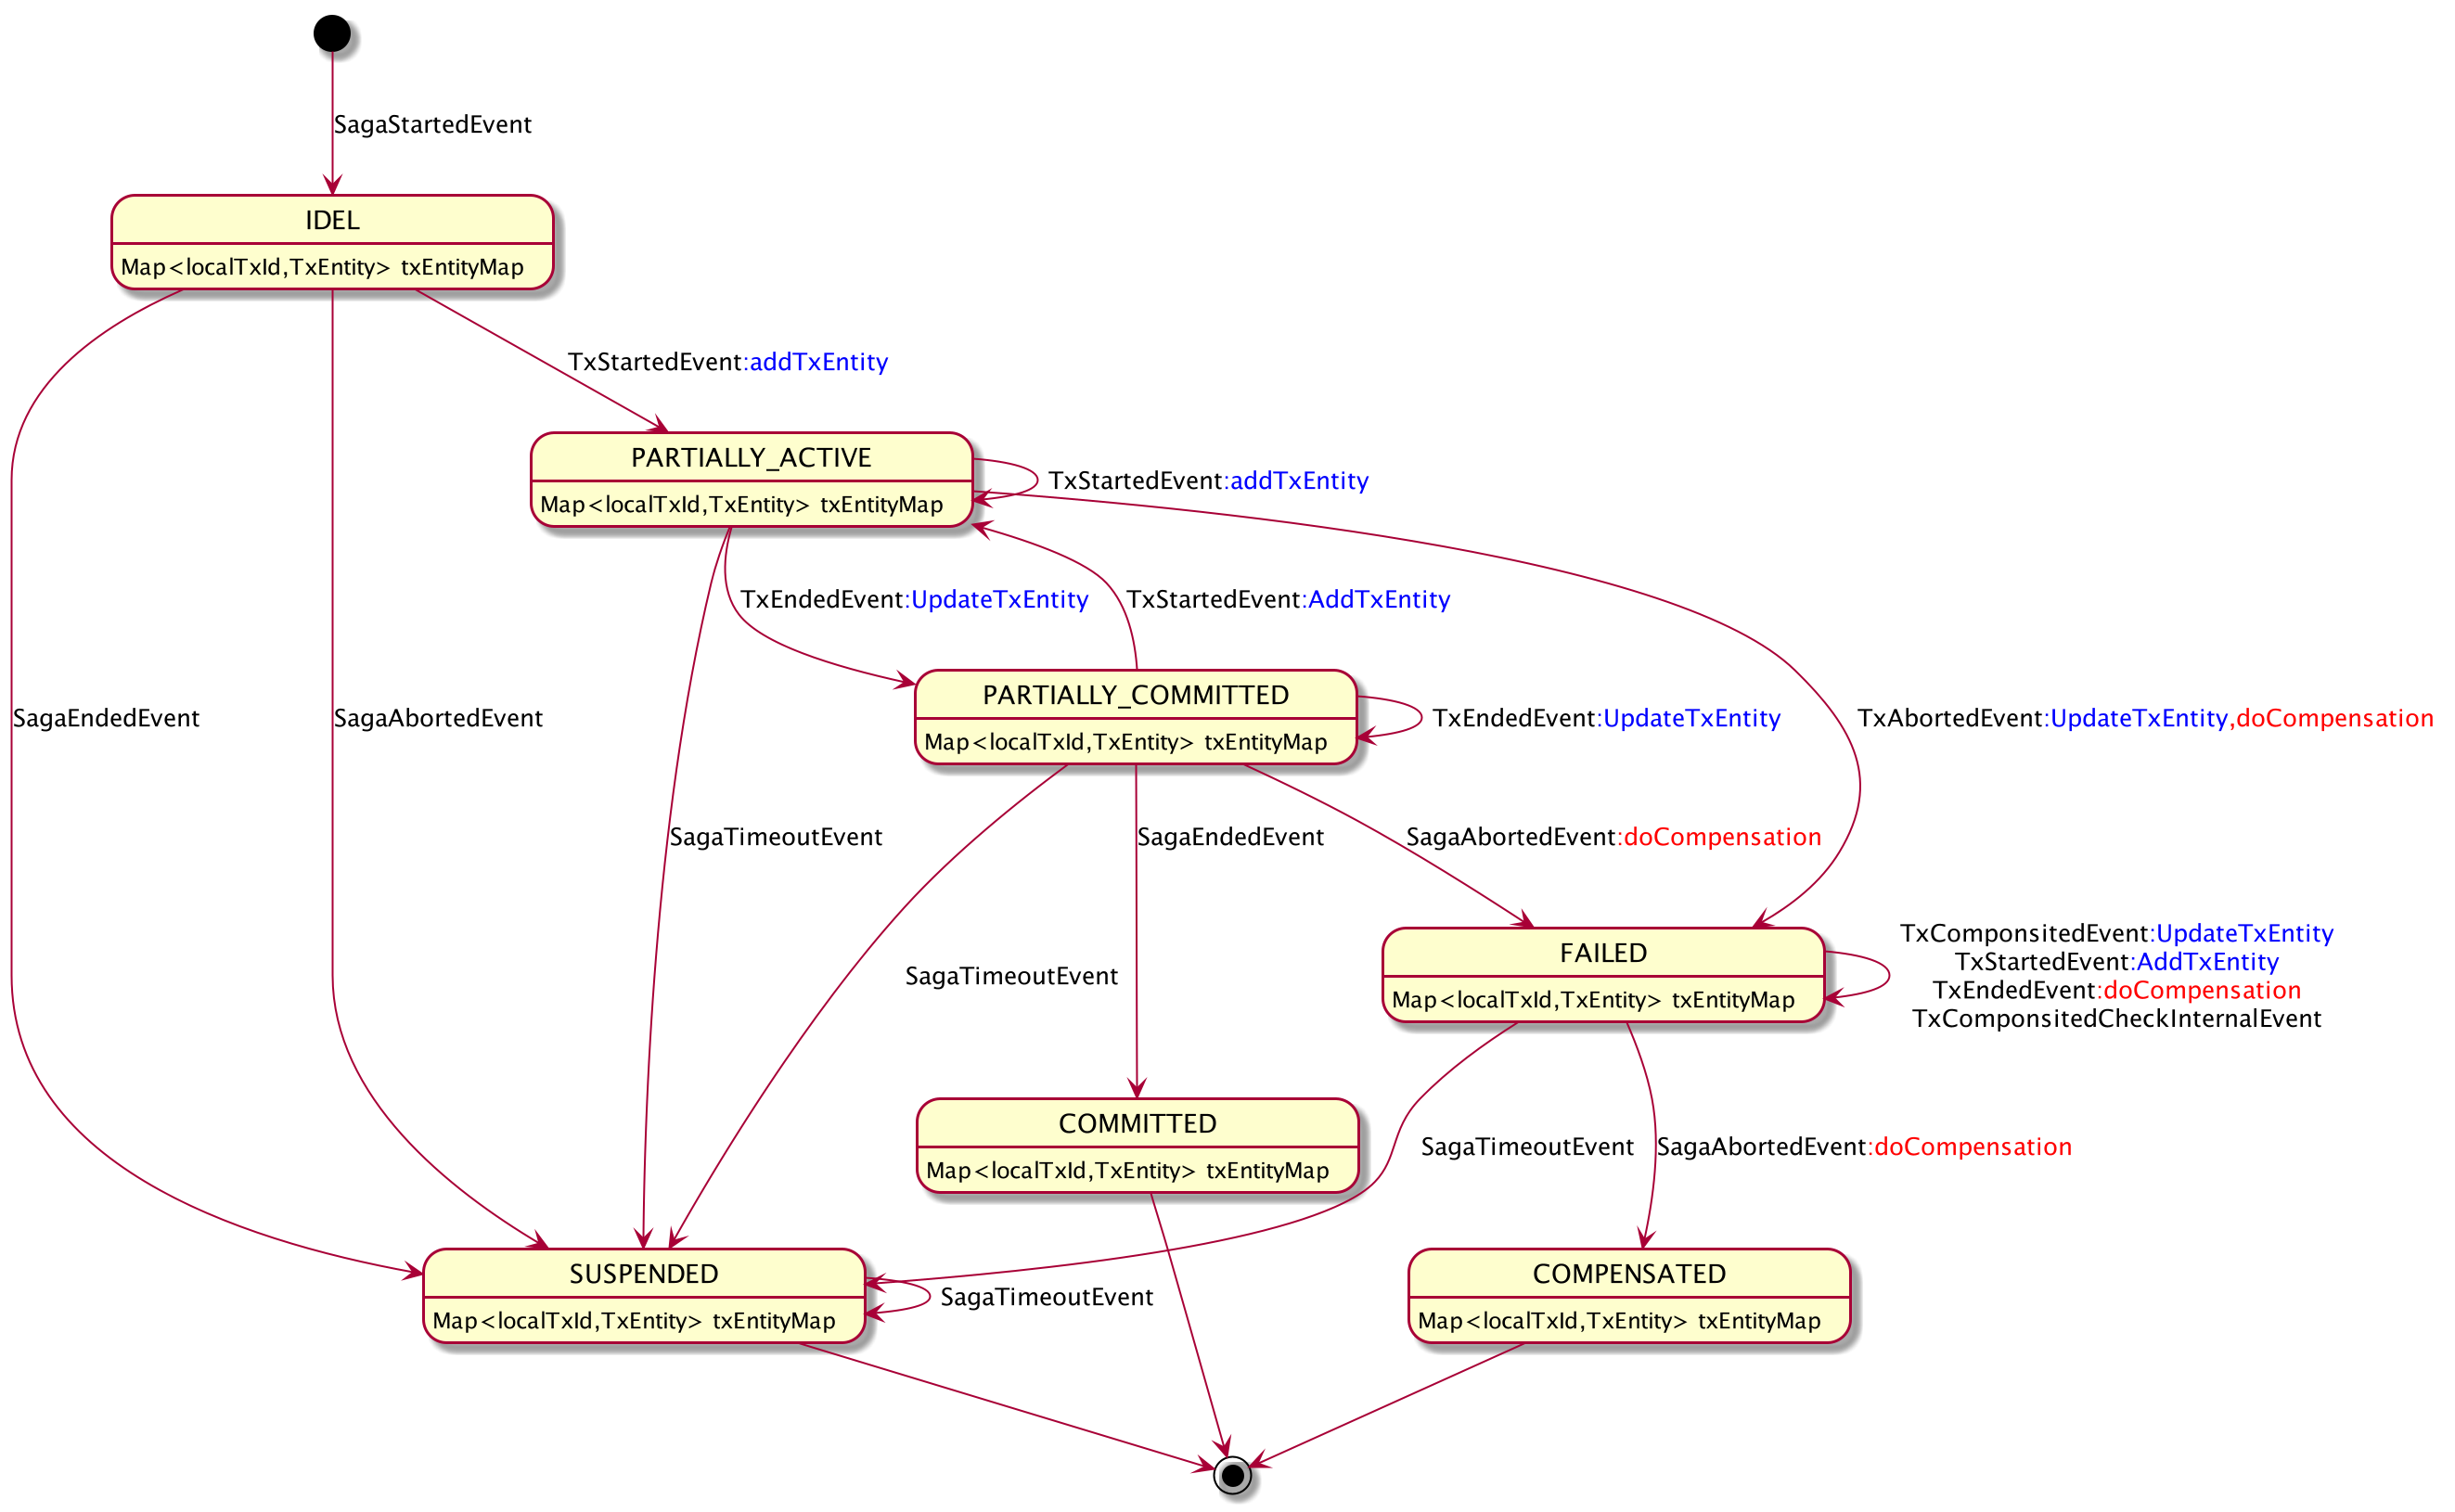 SagaStartedEvent
IDEL
Map<localTxId,TxEntity> txEntityMap
TxStartedEvent:addTxEntity
PARTIALLY_ACTIVE
Map<localTxId,TxEntity> txEntityMap
TxStartedEvent:addTxEntity
TxEndedEvent:UpdateTxEntity
TxStartedEvent:AddTxEntity
SagaEndedEvent
SagaAbortedEvent
PARTIALLY_COMMITTED
Map<localTxId,TxEntity> txEntityMap
TxEndedEvent:UpdateTxEntity
TxAbortedEvent:UpdateTxEntity,doCompensation
SagaTimeoutEvent
SagaEndedEvent
SagaAbortedEvent:doCompensation
SagaTimeoutEvent
FAILED
Map<localTxId,TxEntity> txEntityMap
TxComponsitedEvent:UpdateTxEntity
TxStartedEvent:AddTxEntity
TxEndedEvent:doCompensation
TxComponsitedCheckInternalEvent
COMMITTED
Map<localTxId,TxEntity> txEntityMap
SagaTimeoutEvent
SagaAbortedEvent:doCompensation
SUSPENDED
Map<localTxId,TxEntity> txEntityMap
SagaTimeoutEvent
COMPENSATED
Map<localTxId,TxEntity> txEntityMap